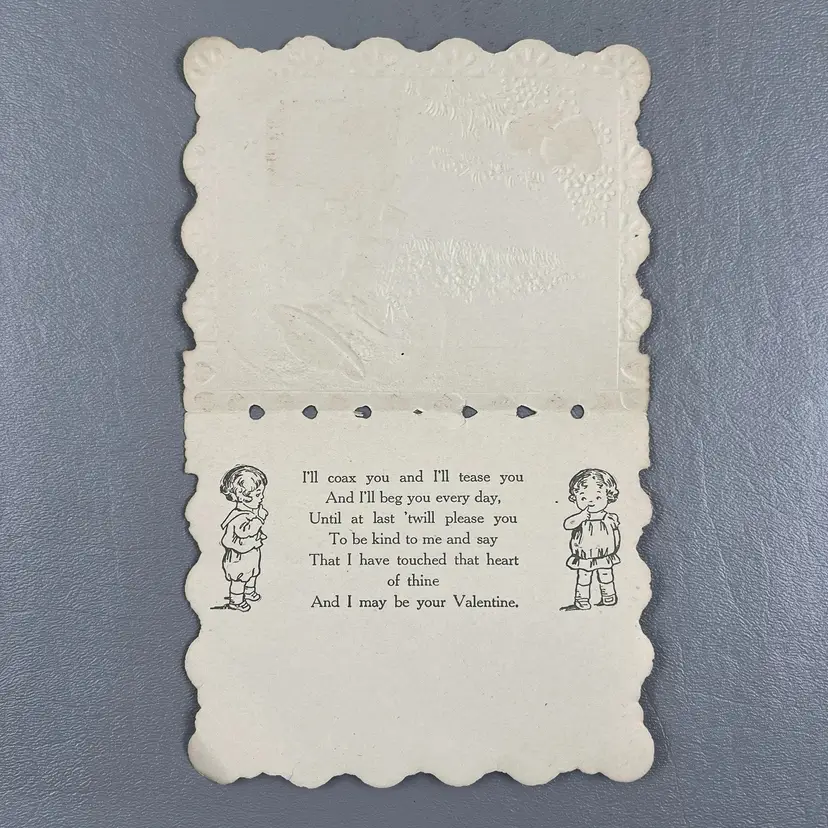 I'll coax you and I'll tease you
And I'll beg you every day,
Until at last 'twill please you
To be kind to me and say
That I have touched that heart
of thine
And I may be your Valentine.